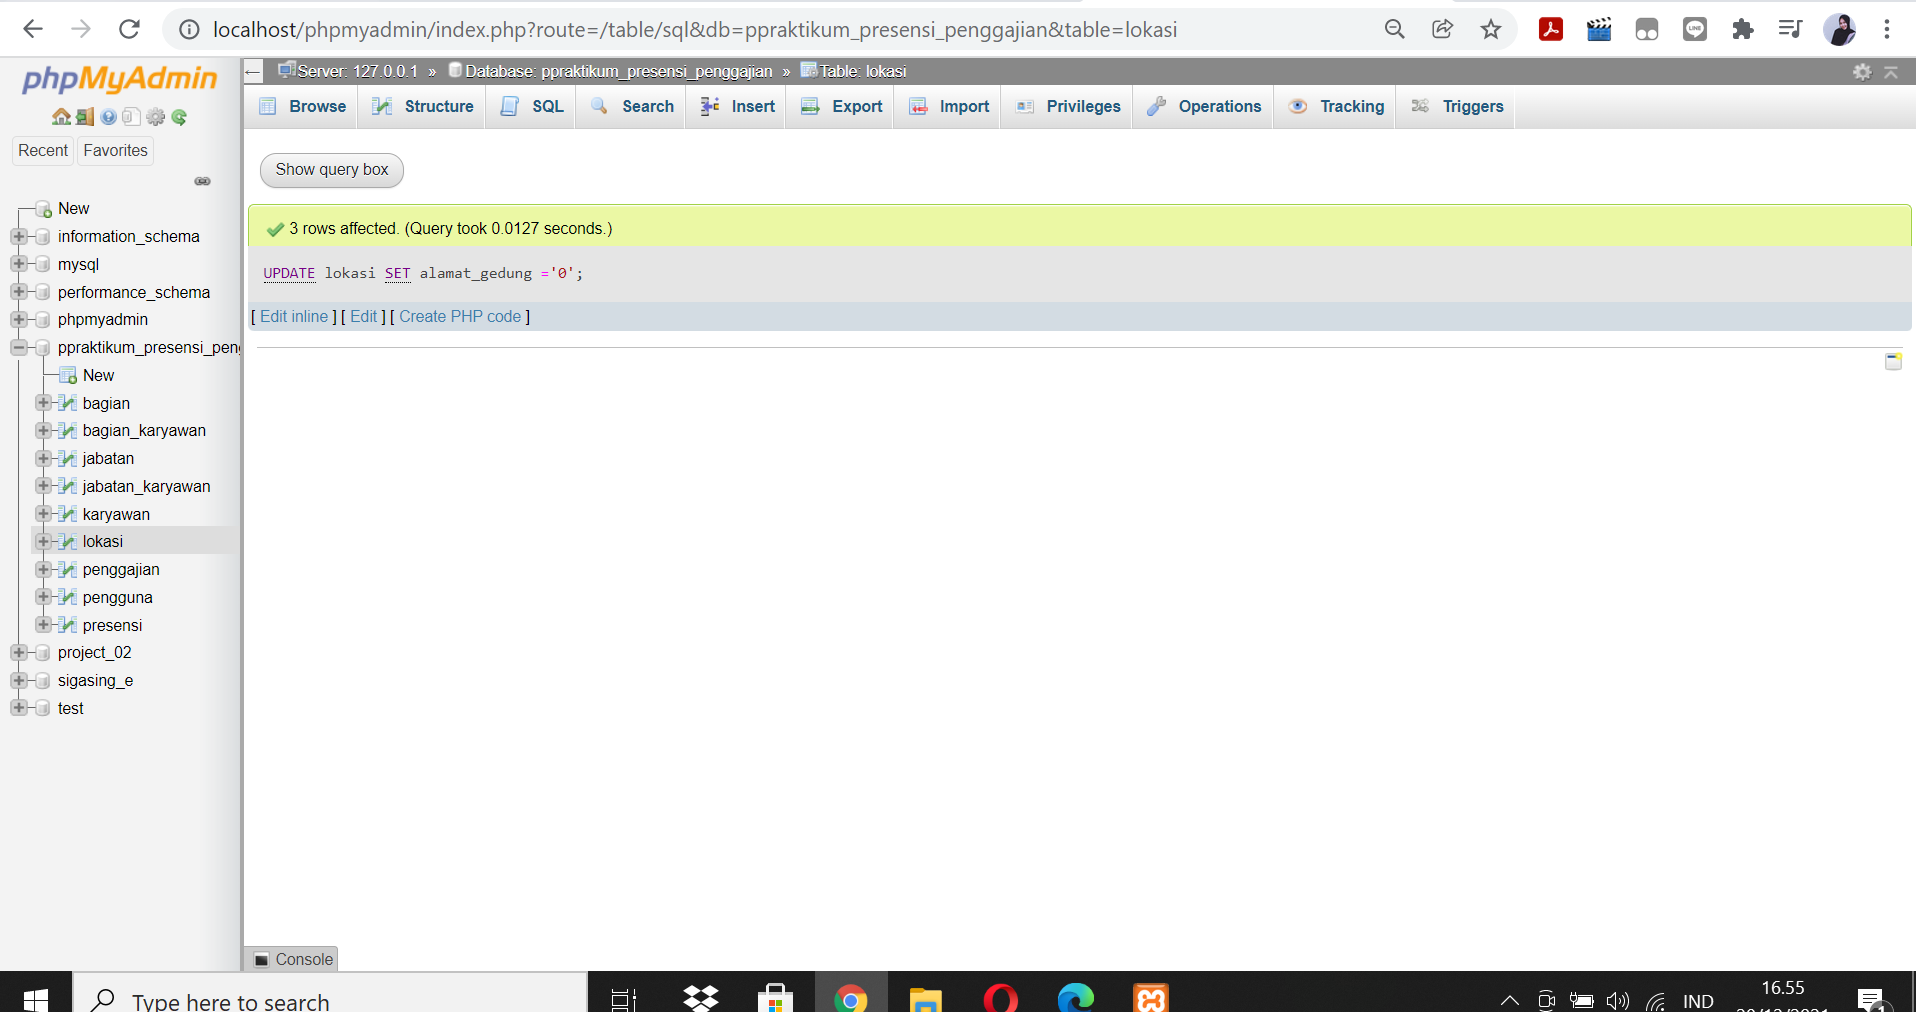 localhost/phpmyadmin/index.php?route=/table/sql&db=ppraktikum_presensi_penggajian&table=lokasi
phpMyAdmin
Server: 127.0.0.1 » Database: ppraktikum_presensi_penggajian » Table: lokasi
Browse Structure SQL Search Insert Export Import Privileges Operations Tracking Triggers
Recent Favorites
Show query box
3 rows affected. (Query took 0.0127 seconds.)
UPDATE lokasi SET alamat_gedung ='0';
[ Edit inline ] [ Edit ] [ Create PHP code ]
New
information_schema
mysql
performance_schema
phpmyadmin
ppraktikum_presensi_peng
New
bagian
bagian_karyawan
jabatan
jabatan_karyawan
karyawan
lokasi
penggajian
pengguna
presensi
project_02
sigasing_e
test
Console
Type here to search
IND
16.55
1